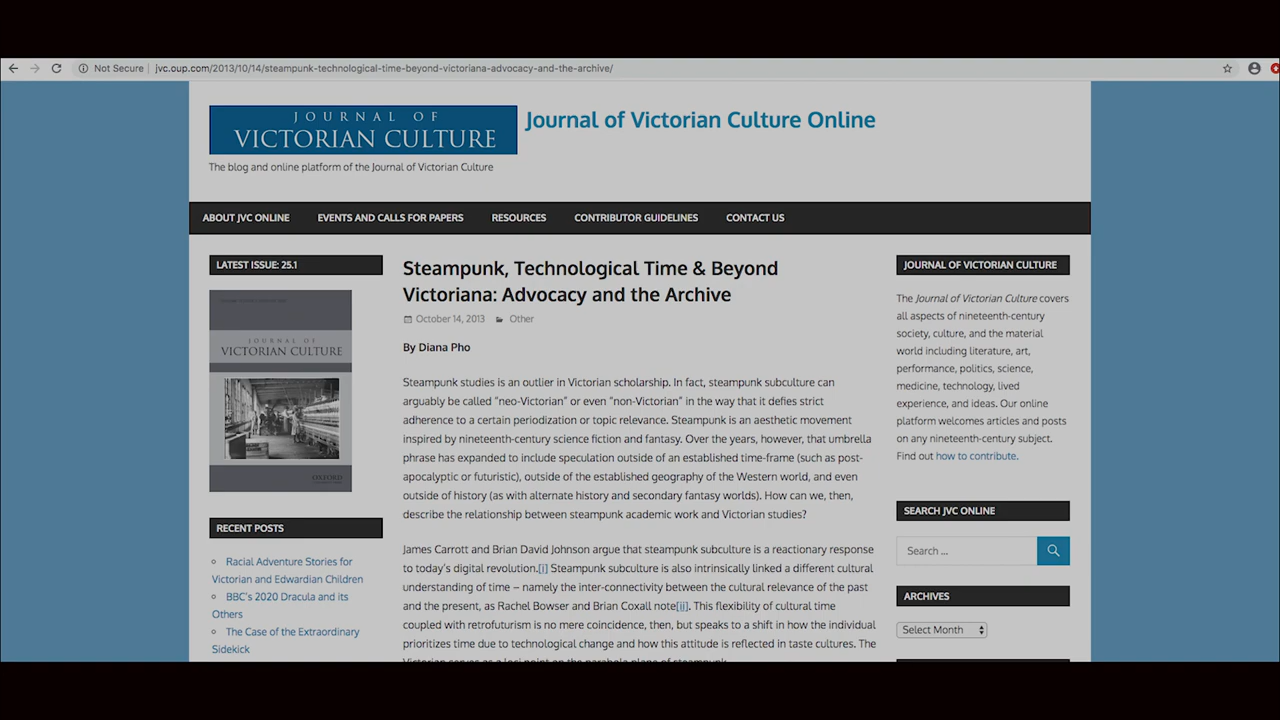 Not Secure
jvc.oup.com/2013/10/14/steampunk-technological-time-beyond-victoriana-advocacy-and-the-archive/
JOURNAL OF
VICTORIAN CULTURE
Journal of Victorian Culture Online
The blog and online platform of the Journal of Victorian Culture
ABOUT JVC ONLINE
EVENTS AND CALLS FOR PAPERS
RESOURCES
CONTRIBUTOR GUIDELINES
CONTACT US
LATEST ISSUE: 25.1
JOURNAL OF
VICTORIAN CULTURE
OXFORD
RECENT POSTS
Racial Adventure Stories for
Victorian and Edwardian Children
BBC's 2020 Dracula and its
Others
The Case of the Extraordinary
Sidekick
Steampunk, Technological Time & Beyond
Victoriana: Advocacy and the Archive
October 14, 2013
Other
By Diana Pho
Steampunk studies is an outlier in Victorian scholarship. In fact, steampunk subculture can
arguably be called "neo-Victorian" or even "non-Victorian" in the way that it defies strict
adherence to a certain periodization or topic relevance. Steampunk is an aesthetic movement
inspired by nineteenth-century science fiction and fantasy. Over the years, however, that umbrella
phrase has expanded to include speculation outside of an established time-frame (such as post-
apocalyptic or futuristic), outside of the established geography of the Western world, and even
outside of history (as with alternate history and secondary fantasy worlds). How can we, then,
describe the relationship between steampunk academic work and Victorian studies?
James Carrott and Brian David Johnson argue that steampunk subculture is a reactionary response
to today's digital revolution.[i] Steampunk subculture is also intrinsically linked a different cultural
understanding of time – namely the inter-connectivity between the cultural relevance of the past
and the present, as Rachel Bowser and Brian Coxall note[ii]. This flexibility of cultural time
coupled with retrofuturism is no mere coincidence, then, but speaks to a shift in how the individual
prioritizes time due to technological change and how this attitude is reflected in taste cultures. The
Victorian serves as a loci point on the parabola plane of steampunk.
JOURNAL OF VICTORIAN CULTURE
The Journal of Victorian Culture covers
all aspects of nineteenth-century
society, culture, and the material
world including literature, art,
performance, politics, science,
medicine, technology, lived
experience, and ideas. Our online
platform welcomes articles and posts
on any nineteenth-century subject.
Find out how to contribute.
SEARCH JVC ONLINE
Search ...
ARCHIVES
Select Month